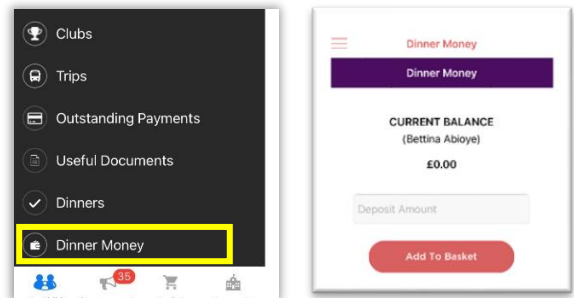 Clubs
Trips
Outstanding Payments
Useful Documents
Dinners
Dinner Money
35
Dinner Money
Dinner Money
CURRENT BALANCE
(Bettina Abioye)
£0.00
Deposit Amount
Add To Basket